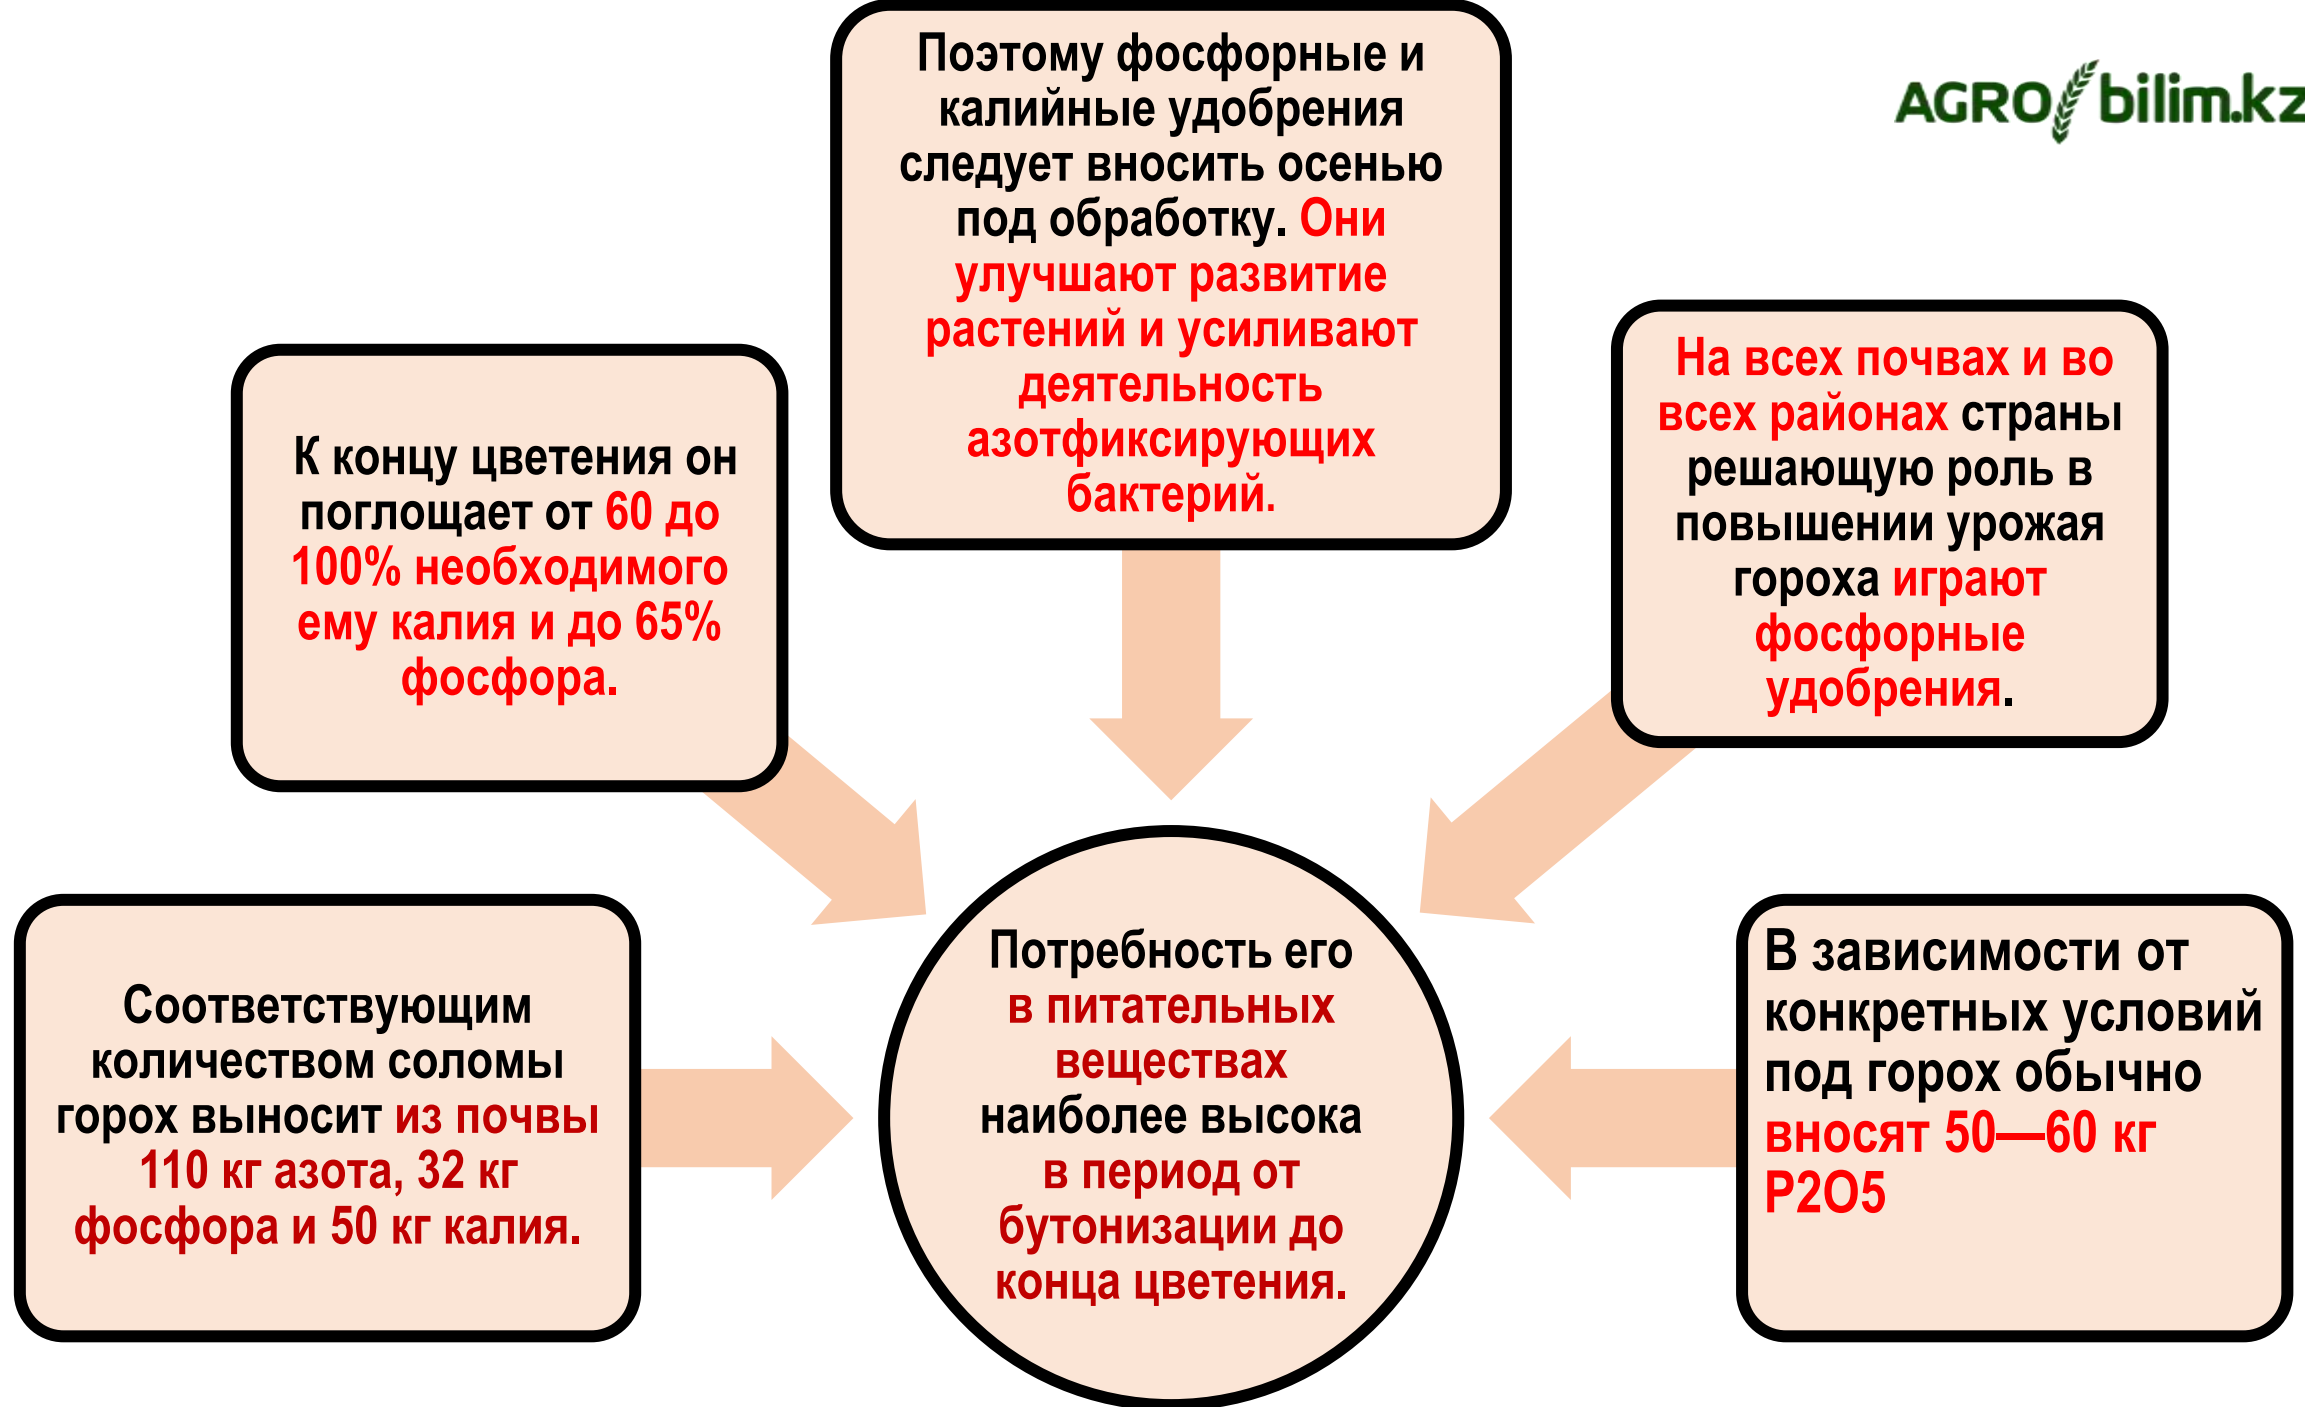 Поэтому фосфорные и
калийные удобрения
следует вносить осенью
под обработку. Они
улучшают развитие
растений и усиливают
деятельность
азотфиксирующих
бактерий.
AGRO bilim.kz
К концу цветения он
поглощает от 60 до
100% необходимого
ему калия и до 65%
фосфора.
На всех почвах и во
всех районах страны
решающую роль в
повышении урожая
гороха играют
фосфорные
удобрения.
Соответствующим
количеством соломы
горох выносит из почвы
110 кг азота, 32 кг
фосфора и 50 кг калия.
Потребность его
в питательных
веществах
наиболее высока
в период от
бутонизации до
конца цветения.
В зависимости от
конкретных условий
под горох обычно
вносят 50—60 кг
P2O5